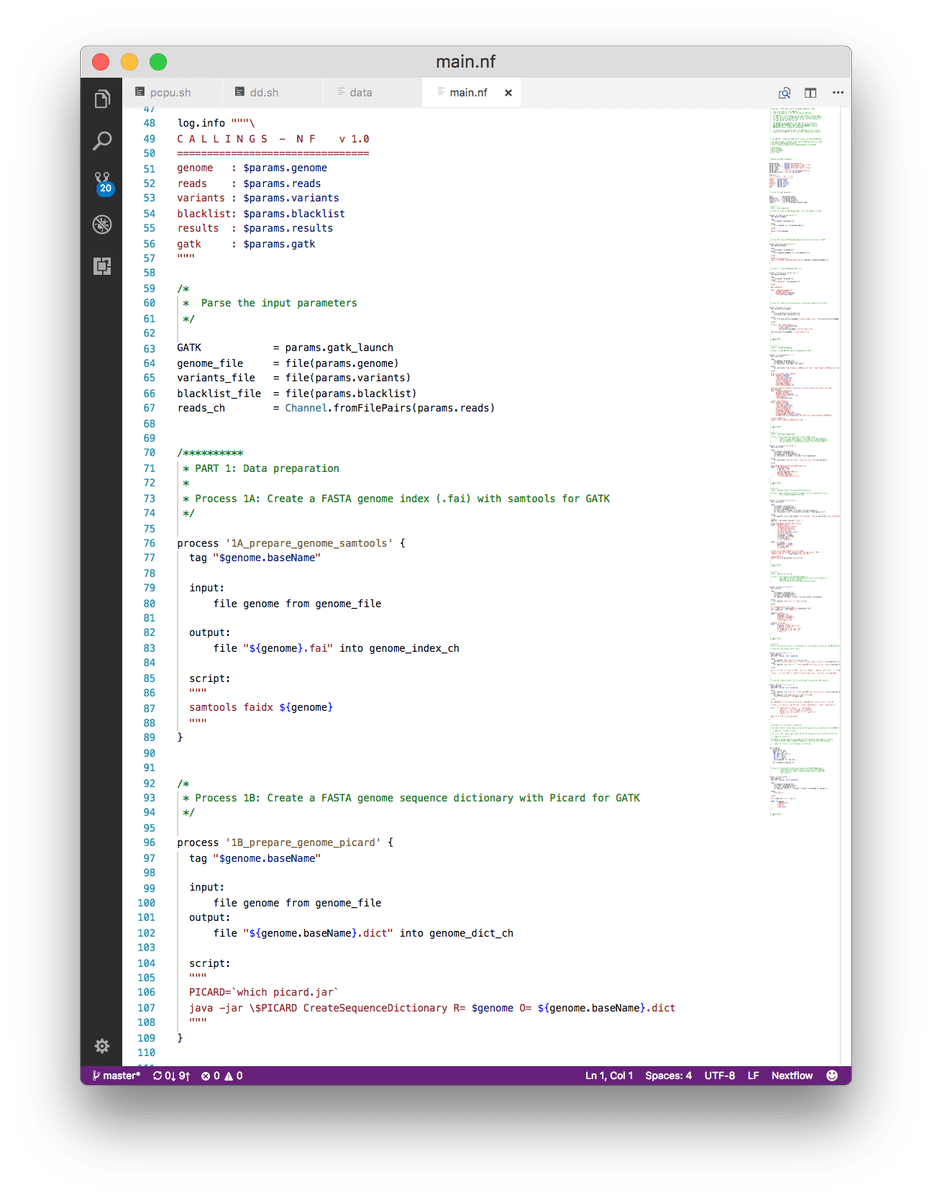 main.nf
pcpu.sh dd.sh data main.nf ×
47
48 log.info """\
49 C A L L I N G S  -  N F    v 1.0
50 ================================
51 genome   : $params.genome
52 reads    : $params.reads
53 variants : $params.variants
54 blacklist: $params.blacklist
55 results  : $params.results
56 gatk     : $params.gatk
57 """
58
59 /*
60  *  Parse the input parameters
61  */
62
63 GATK            = params.gatk_launch
64 genome_file     = file(params.genome)
65 variants_file   = file(params.variants)
66 blacklist_file  = file(params.blacklist)
67 reads_ch        = Channel.fromFilePairs(params.reads)
68
69
70 /**********
71  * PART 1: Data preparation
72  *
73  * Process 1A: Create a FASTA genome index (.fai) with samtools for GATK
74  */
75
76 process '1A_prepare_genome_samtools' {
77   tag "$genome.baseName"
78
79   input:
80       file genome from genome_file
81
82   output:
83       file "${genome}.fai" into genome_index_ch
84
85   script:
86   """
87   samtools faidx ${genome}
88   """
89 }
90
91
92 /*
93  * Process 1B: Create a FASTA genome sequence dictionary with Picard for GATK
94  */
95
96 process '1B_prepare_genome_picard' {
97   tag "$genome.baseName"
98
99   input:
100       file genome from genome_file
101   output:
102       file "${genome.baseName}.dict" into genome_dict_ch
103
104   script:
105   """
106   PICARD=`which picard.jar`
107   java -jar \$PICARD CreateSequenceDictionary R= $genome O= ${genome.baseName}.dict
108   """
109 }
110
20
master* 0↓ 9↑ 0 0 Ln 1, Col 1 Spaces: 4 UTF-8 LF Nextflow